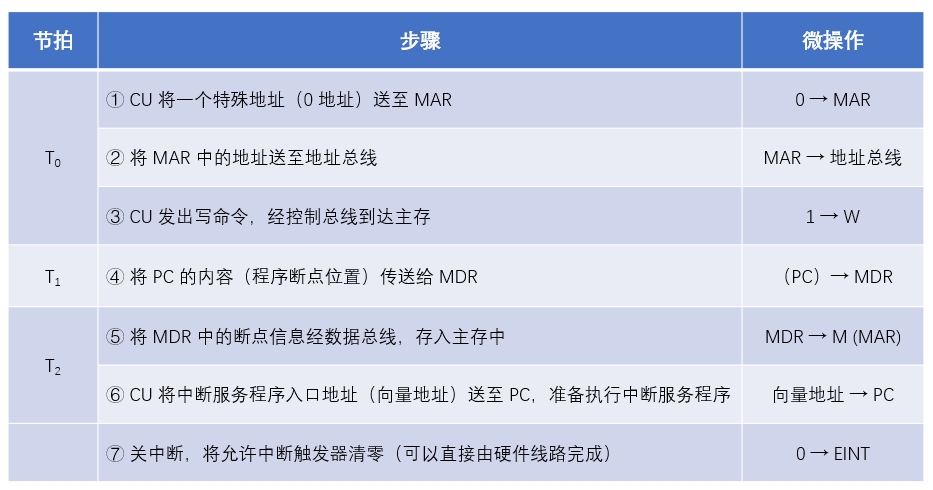 节拍 步骤 微操作
① CU 将一个特殊地址（0 地址）送至 MAR 0 → MAR
T₀ ② 将 MAR 中的地址送至地址总线 MAR → 地址总线
③ CU 发出写命令，经控制总线到达主存 1 → W
T₁ ④ 将 PC 的内容（程序断点位置）传送给 MDR （PC）→ MDR
⑤ 将 MDR 中的断点信息经数据总线，存入主存中 MDR → M (MAR)
T₂
⑥ CU 将中断服务程序入口地址（向量地址）送至 PC，准备执行中断服务程序 向量地址 → PC
⑦ 关中断，将允许中断触发器清零（可以直接由硬件线路完成） 0 → EINT